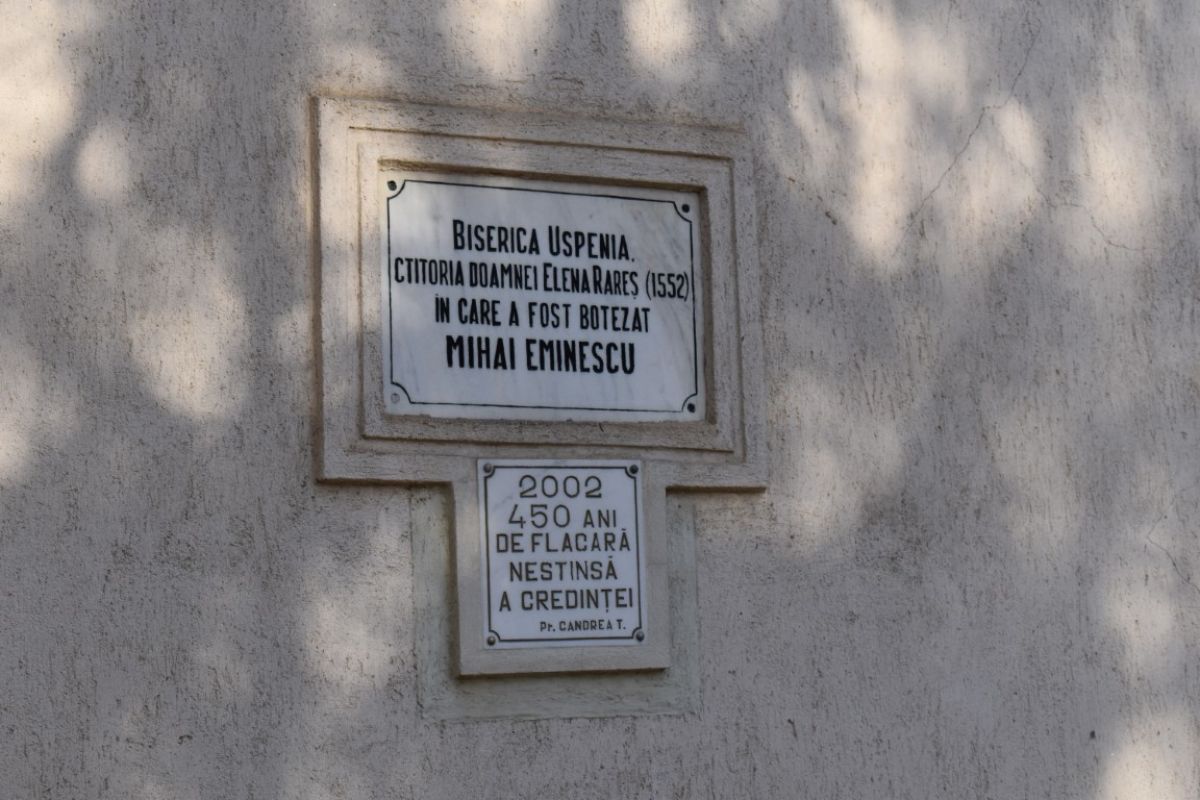 BISERICA USPENIA,
CTITORIA DOAMNEI ELENA RAREȘ (1552)
ÎN CARE A FOST BOTEZAT
MIHAI EMINESCU
2002
450 ANI
DE FLACĂRĂ
NESTINSĂ
A CREDINȚEI
Pr. CANDREA T.